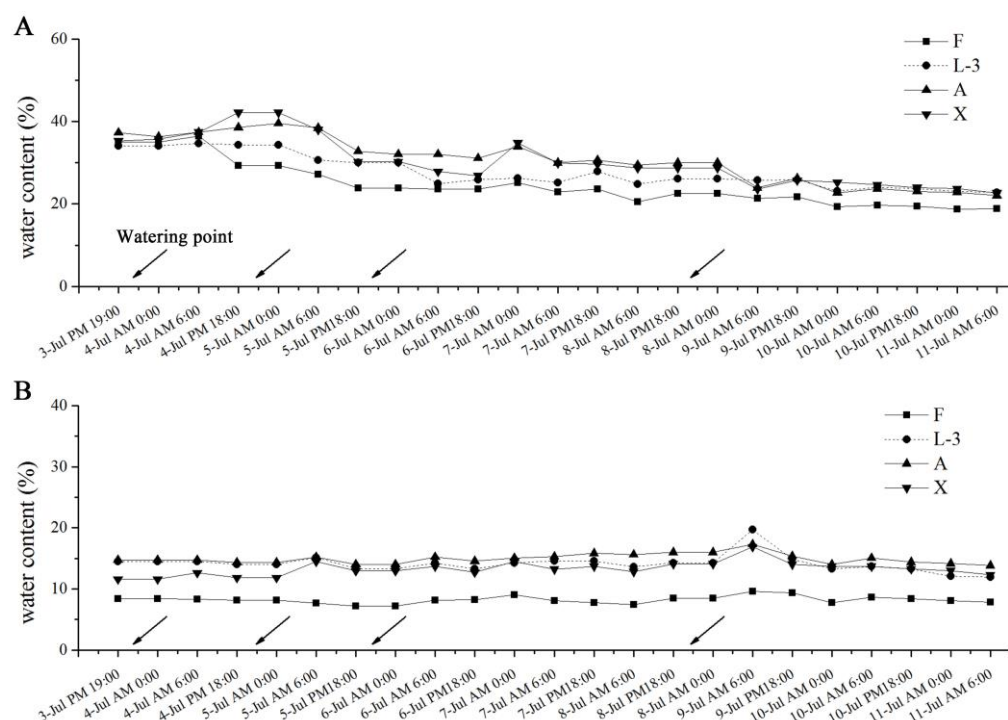 A
60
40
20
0
water content (%)
F
L-3
A
X
Watering point
3-Jul PM 19:00
4-Jul AM 0:00
4-Jul AM 6:00
4-Jul PM 18:00
5-Jul AM 0:00
5-Jul AM 6:00
5-Jul PM18:00
6-Jul AM 0:00
6-Jul AM 6:00
6-Jul PM18:00
7-Jul AM 0:00
7-Jul AM 6:00
7-Jul PM18:00
8-Jul AM 6:00
8-Jul PM18:00
8-Jul AM 0:00
9-Jul AM 6:00
9-Jul PM18:00
10-Jul AM 0:00
10-Jul AM 6:00
10-Jul PM18:00
11-Jul AM 0:00
11-Jul AM 6:00
B
40
30
20
10
0
water content (%)
F
L-3
A
X
3-Jul PM 19:00
4-Jul AM 0:00
4-Jul AM 6:00
4-Jul PM 18:00
5-Jul AM 0:00
5-Jul AM 6:00
5-Jul PM18:00
6-Jul AM 0:00
6-Jul AM 6:00
6-Jul PM18:00
7-Jul AM 0:00
7-Jul AM 6:00
7-Jul PM18:00
8-Jul AM 6:00
8-Jul PM18:00
8-Jul AM 0:00
9-Jul AM 6:00
9-Jul PM18:00
10-Jul AM 0:00
10-Jul AM 6:00
10-Jul PM18:00
11-Jul AM 0:00
11-Jul AM 6:00